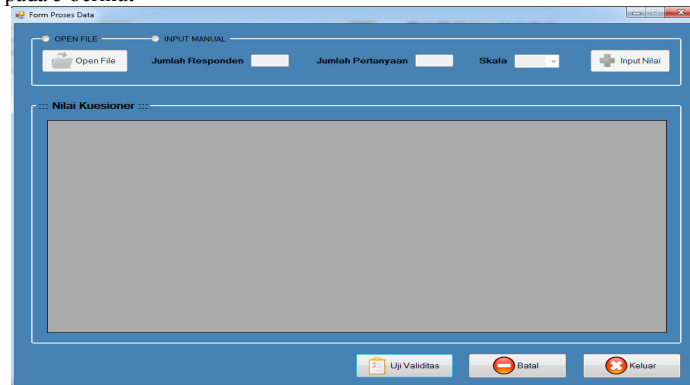 Form Proses Data
OPEN FILE INPUT MANUAL
Open File Jumlah Responden Jumlah Pertanyaan Skala Input Nilai
::: Nilai Kuesioner :::
Uji Validitas Batal Keluar